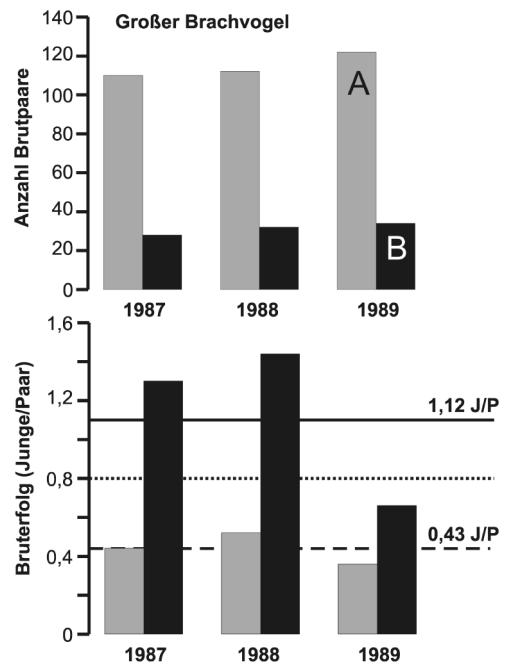 Großer Brachvogel
Anzahl Brutpaare
140
120
100
80
60
40
20
0
A
B
1987
1988
1989
Bruterfolg (Junge/Paar)
1,6
1,2
0,8
0,4
0
1,12 J/P
0,43 J/P
1987
1988
1989